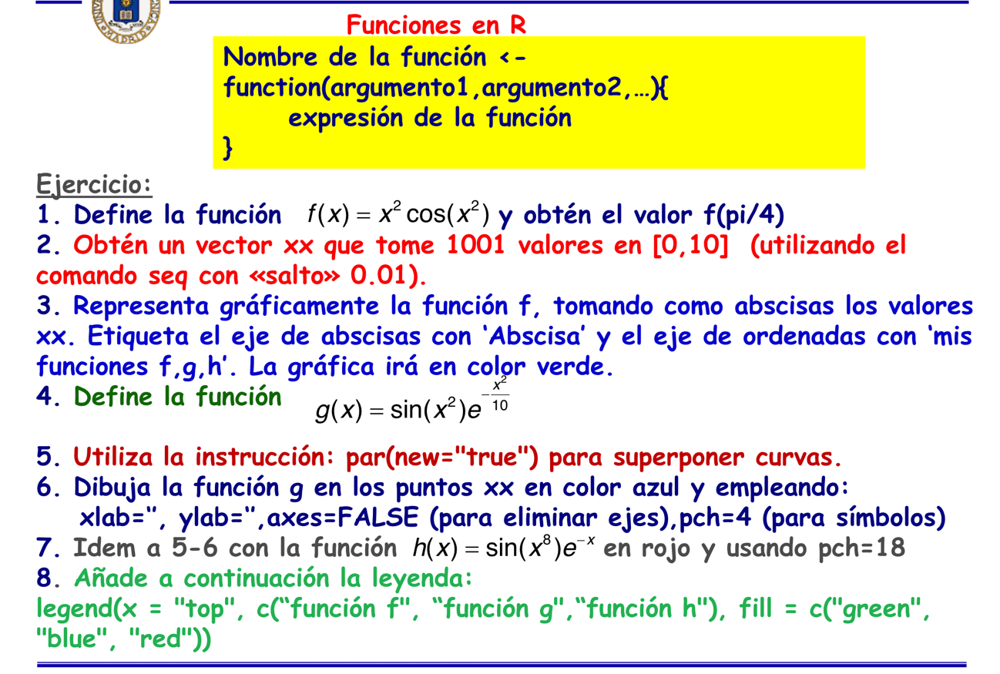 MADRID
Funciones en R
Nombre de la función <-
function(argumento1,argumento2,…){
expresión de la función
}
Ejercicio:
1. Define la función f(x) = x² cos(x²) y obtén el valor f(pi/4)
2. Obtén un vector xx que tome 1001 valores en [0,10] (utilizando el
comando seq con «salto» 0.01).
3. Representa gráficamente la función f, tomando como abscisas los valores
xx. Etiqueta el eje de abscisas con ‘Abscisa’ y el eje de ordenadas con ‘mis
funciones f,g,h’. La gráfica irá en color verde.
4. Define la función g(x) = sin(x²)e^(-x²/10)
5. Utiliza la instrucción: par(new="true") para superponer curvas.
6. Dibuja la función g en los puntos xx en color azul y empleando:
xlab='', ylab='',axes=FALSE (para eliminar ejes),pch=4 (para símbolos)
7. Idem a 5-6 con la función h(x) = sin(x⁸)e⁻ˣ en rojo y usando pch=18
8. Añade a continuación la leyenda:
legend(x = "top", c(“función f", “función g",“función h"), fill = c("green",
"blue", "red"))